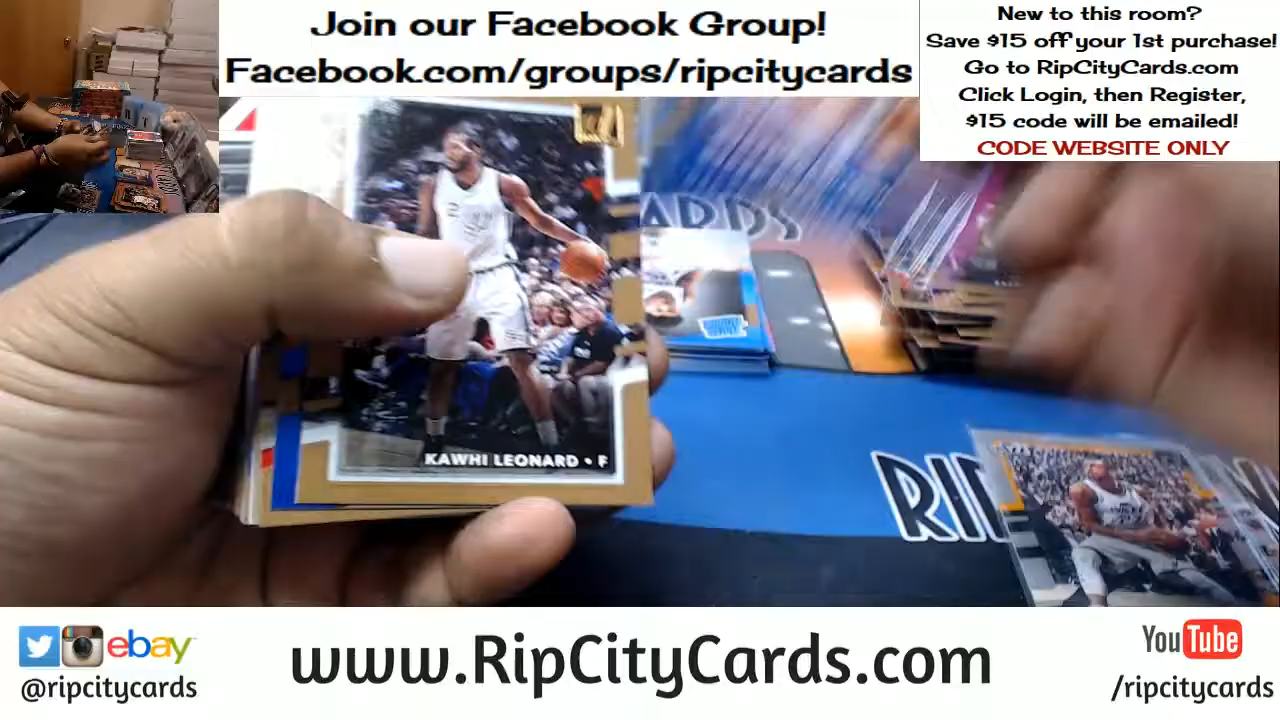 Join our Facebook Group!
Facebook.com/groups/ripcitycards
New to this room?
Save $15 off your 1st purchase!
Go to RipCityCards.com
Click Login, then Register,
$15 code will be emailed!
CODE WEBSITE ONLY
ARDS
KAWHI LEONARD • F
RIP
ebay
@ripcitycards
www.RipCityCards.com
YouTube
/ripcitycards